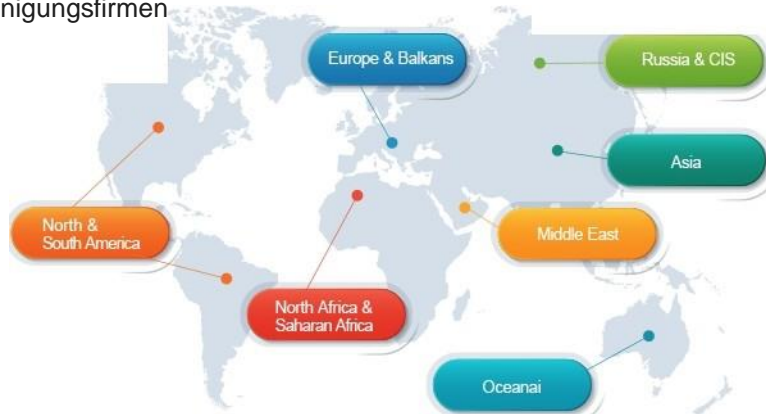 nigungsfirmen
Europe & Balkans
Russia & CIS
Asia
North &
South America
Middle East
North Africa &
Saharan Africa
Oceanai